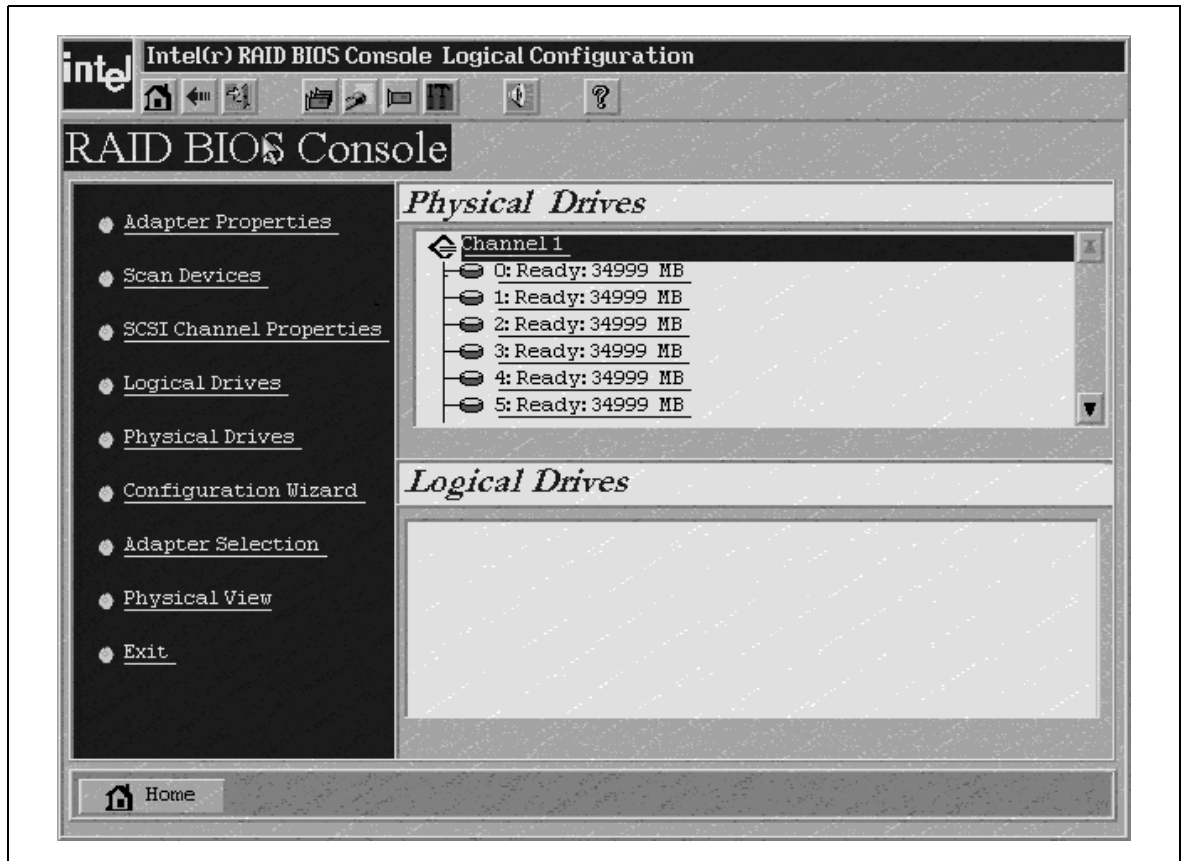 intel
Intel(r) RAID BIOS Console Logical Configuration
RAID BIOS Console
Adapter Properties
Scan Devices
SCSI Channel Properties
Logical Drives
Physical Drives
Configuration Wizard
Adapter Selection
Physical View
Exit
Physical Drives
Channel 1
0: Ready: 34999 MB
1: Ready: 34999 MB
2: Ready: 34999 MB
3: Ready: 34999 MB
4: Ready: 34999 MB
5: Ready: 34999 MB
Logical Drives
Home